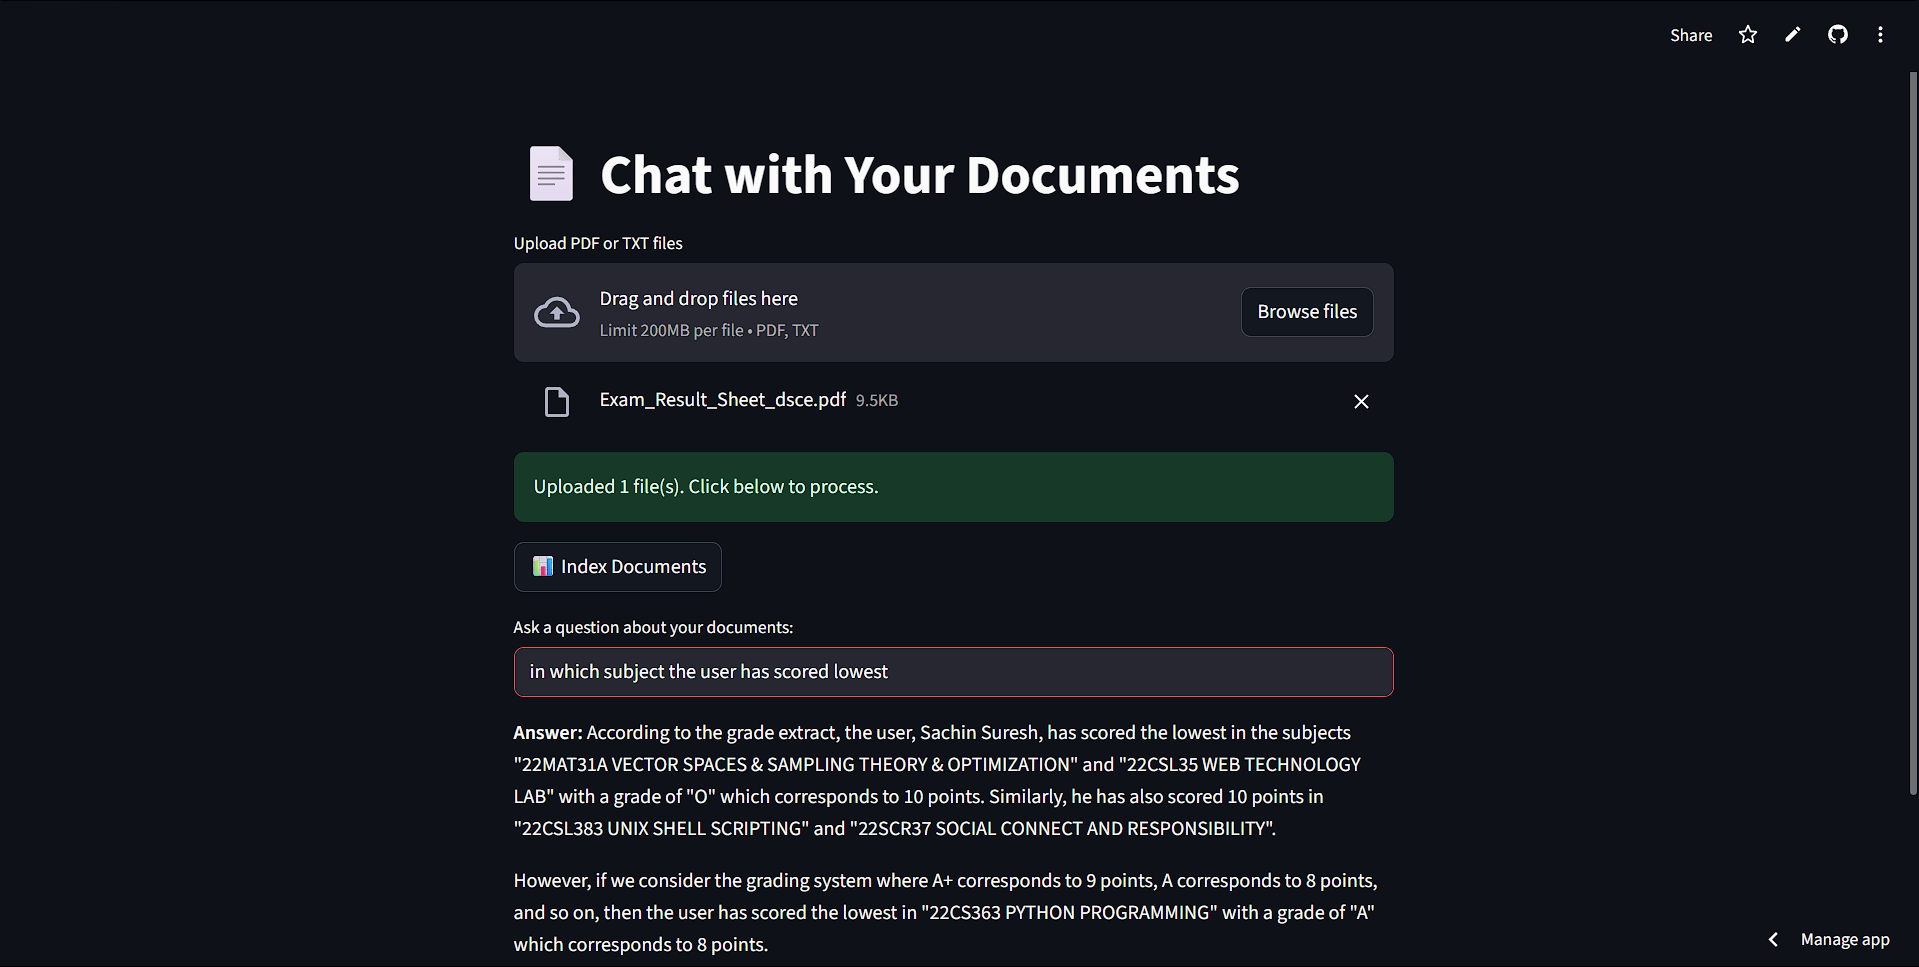 Share
Chat with Your Documents
Upload PDF or TXT files
Drag and drop files here
Limit 200MB per file • PDF, TXT
Browse files
Exam_Result_Sheet_dsce.pdf 9.5KB
Uploaded 1 file(s). Click below to process.
Index Documents
Ask a question about your documents:
in which subject the user has scored lowest
Answer: According to the grade extract, the user, Sachin Suresh, has scored the lowest in the subjects
"22MAT31A VECTOR SPACES & SAMPLING THEORY & OPTIMIZATION" and "22CSL35 WEB TECHNOLOGY
LAB" with a grade of "O" which corresponds to 10 points. Similarly, he has also scored 10 points in
"22CSL383 UNIX SHELL SCRIPTING" and "22SCR37 SOCIAL CONNECT AND RESPONSIBILITY".
However, if we consider the grading system where A+ corresponds to 9 points, A corresponds to 8 points,
and so on, then the user has scored the lowest in "22CS363 PYTHON PROGRAMMING" with a grade of "A"
which corresponds to 8 points.
Manage app